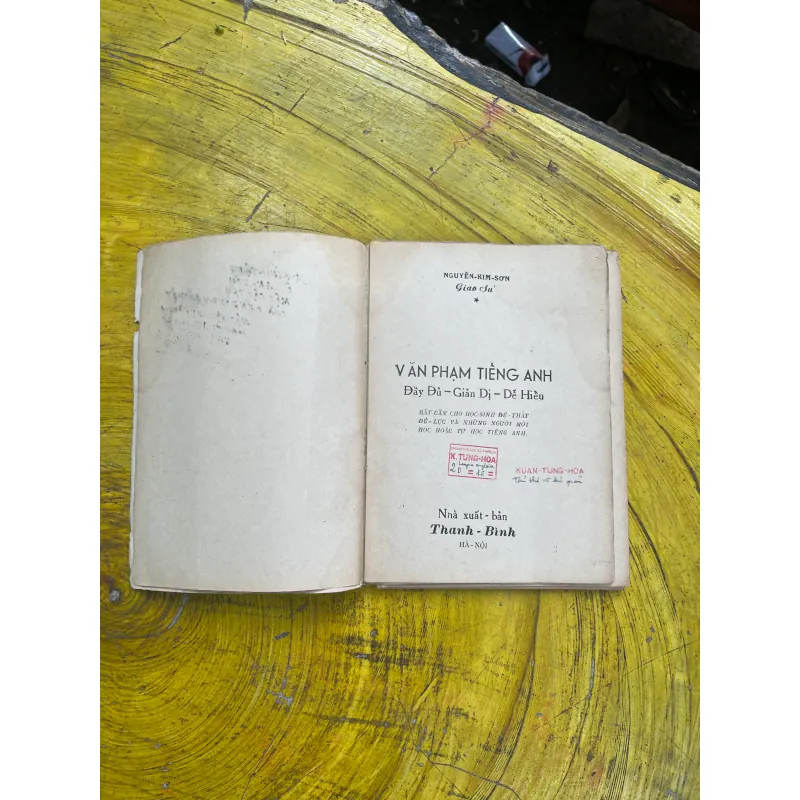 NGUYỄN-KIM-SƠN
Giáo Sư
VĂN PHẠM TIẾNG ANH
Đầy Đủ – Giản Dị – Dễ Hiểu
RẤT CẦN CHO HỌC-SINH ĐỆ-THẤT
ĐỆ-LỤC VÀ NHỮNG NGƯỜI MỚI
HỌC HOẶC TỰ HỌC TIẾNG ANH.
K. TUNG-HOA
KUAN-TUNG-HOA
Nhà xuất-bản
Thanh-Bình
HÀ-NỘI